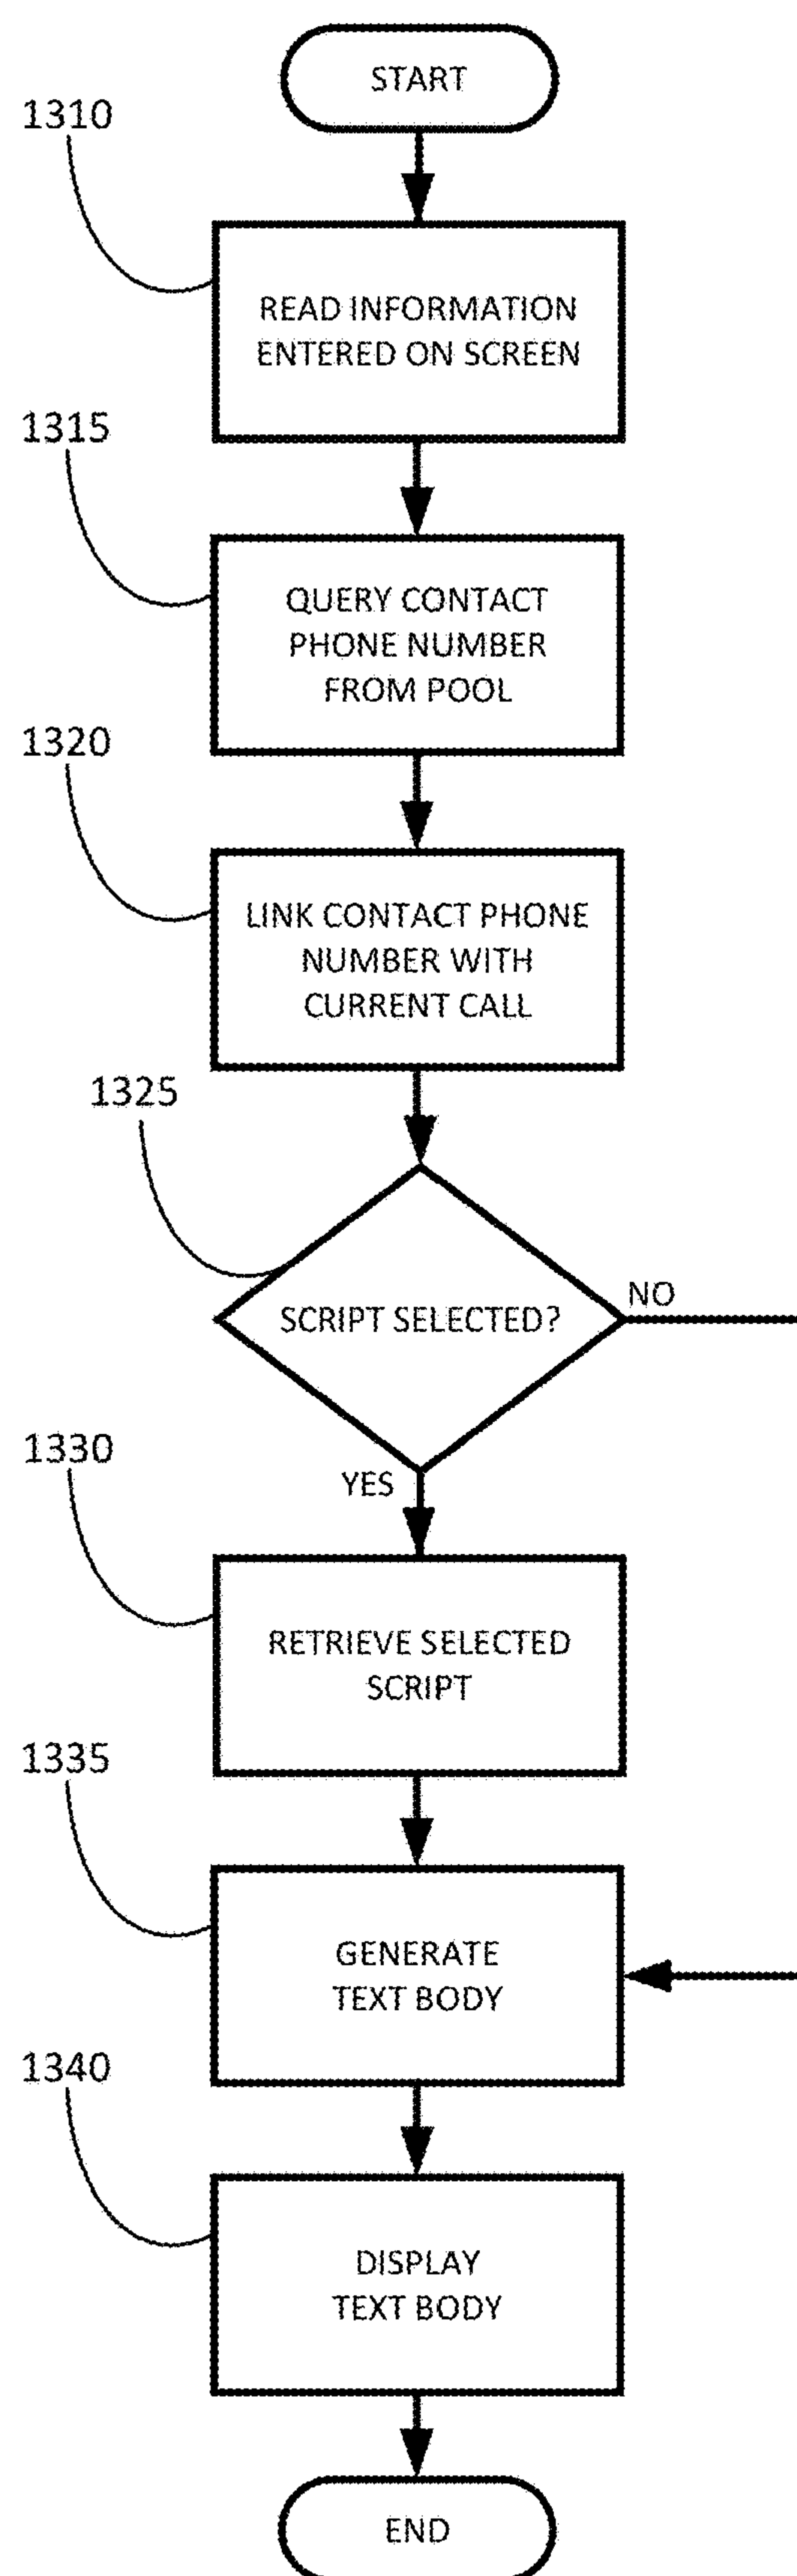 START
1310
READ INFORMATION
ENTERED ON SCREEN
1315
QUERY CONTACT
PHONE NUMBER
FROM POOL
1320
LINK CONTACT PHONE
NUMBER WITH
CURRENT CALL
1325
SCRIPT SELECTED?
NO
YES
1330
RETRIEVE SELECTED
SCRIPT
1335
GENERATE
TEXT BODY
1340
DISPLAY
TEXT BODY
END